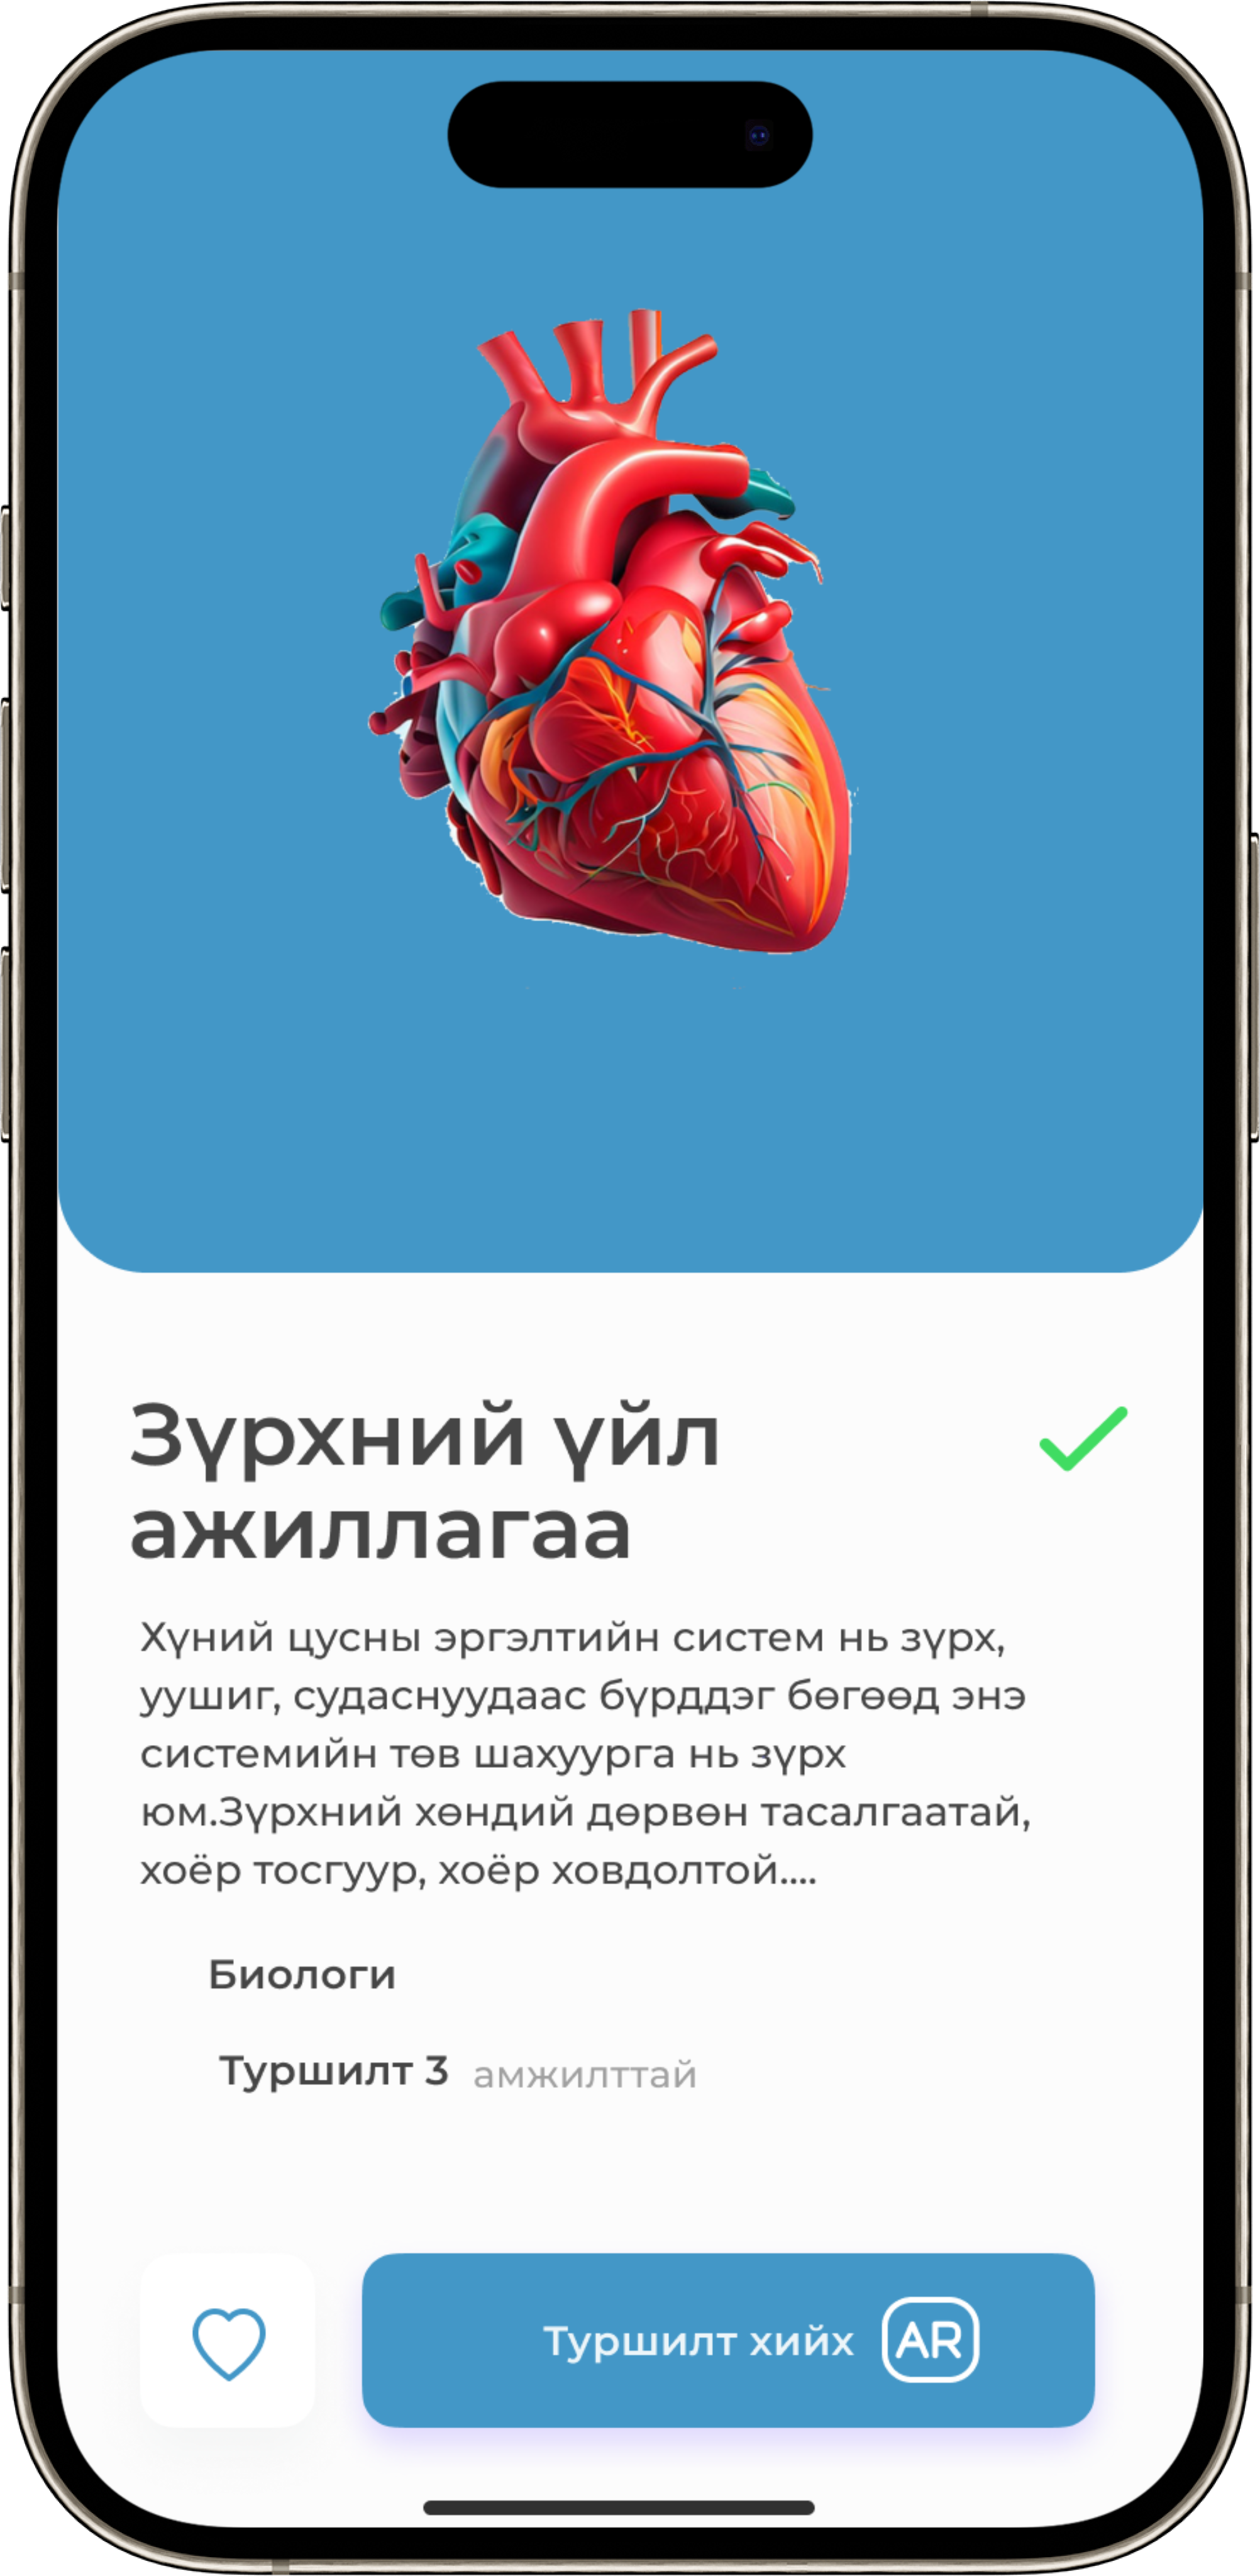 Зүрхний үйл
ажиллагаа
Хүний цусны эргэлтийн систем нь зүрх,
уушиг, судаснуудаас бүрддэг бөгөөд энэ
системийн төв шахуурга нь зүрх
юм.Зүрхний хөндий дөрвөн тасалгаатай,
хоёр тосгуур, хоёр ховдолтой....
Биологи
Туршилт 3 амжилттай
Туршилт хийх AR